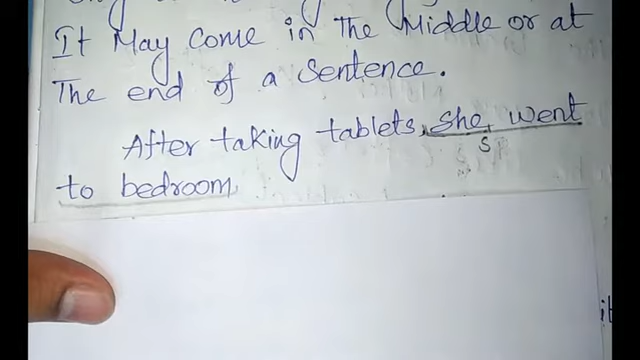 It May come in The Middle or at
The end of a sentence.
After taking tablets, she went
s
to bedroom
it